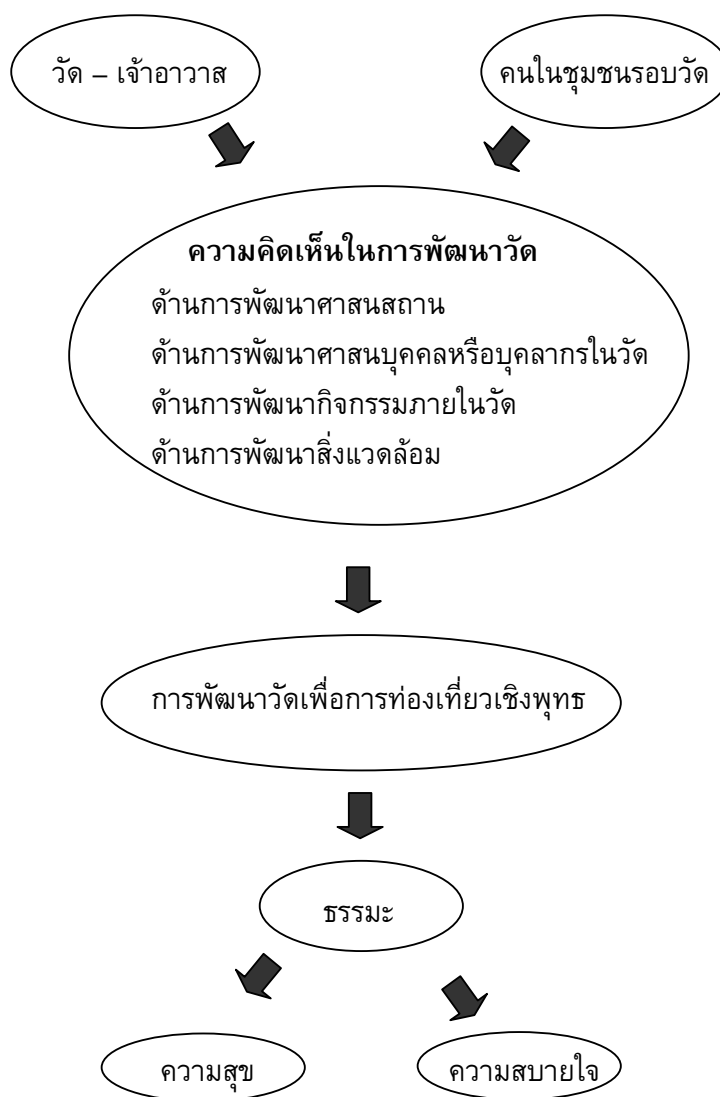 วัด – เจ้าอาวาส
คนในชุมชนรอบวัด
ความคิดเห็นในการพัฒนาวัด
ด้านการพัฒนาศาสนสถาน
ด้านการพัฒนาศาสนบุคคลหรือบุคลากรในวัด
ด้านการพัฒนากิจกรรมภายในวัด
ด้านการพัฒนาสิ่งแวดล้อม
การพัฒนาวัดเพื่อการท่องเที่ยวเชิงพุทธ
ธรรมะ
ความสุข
ความสบายใจ